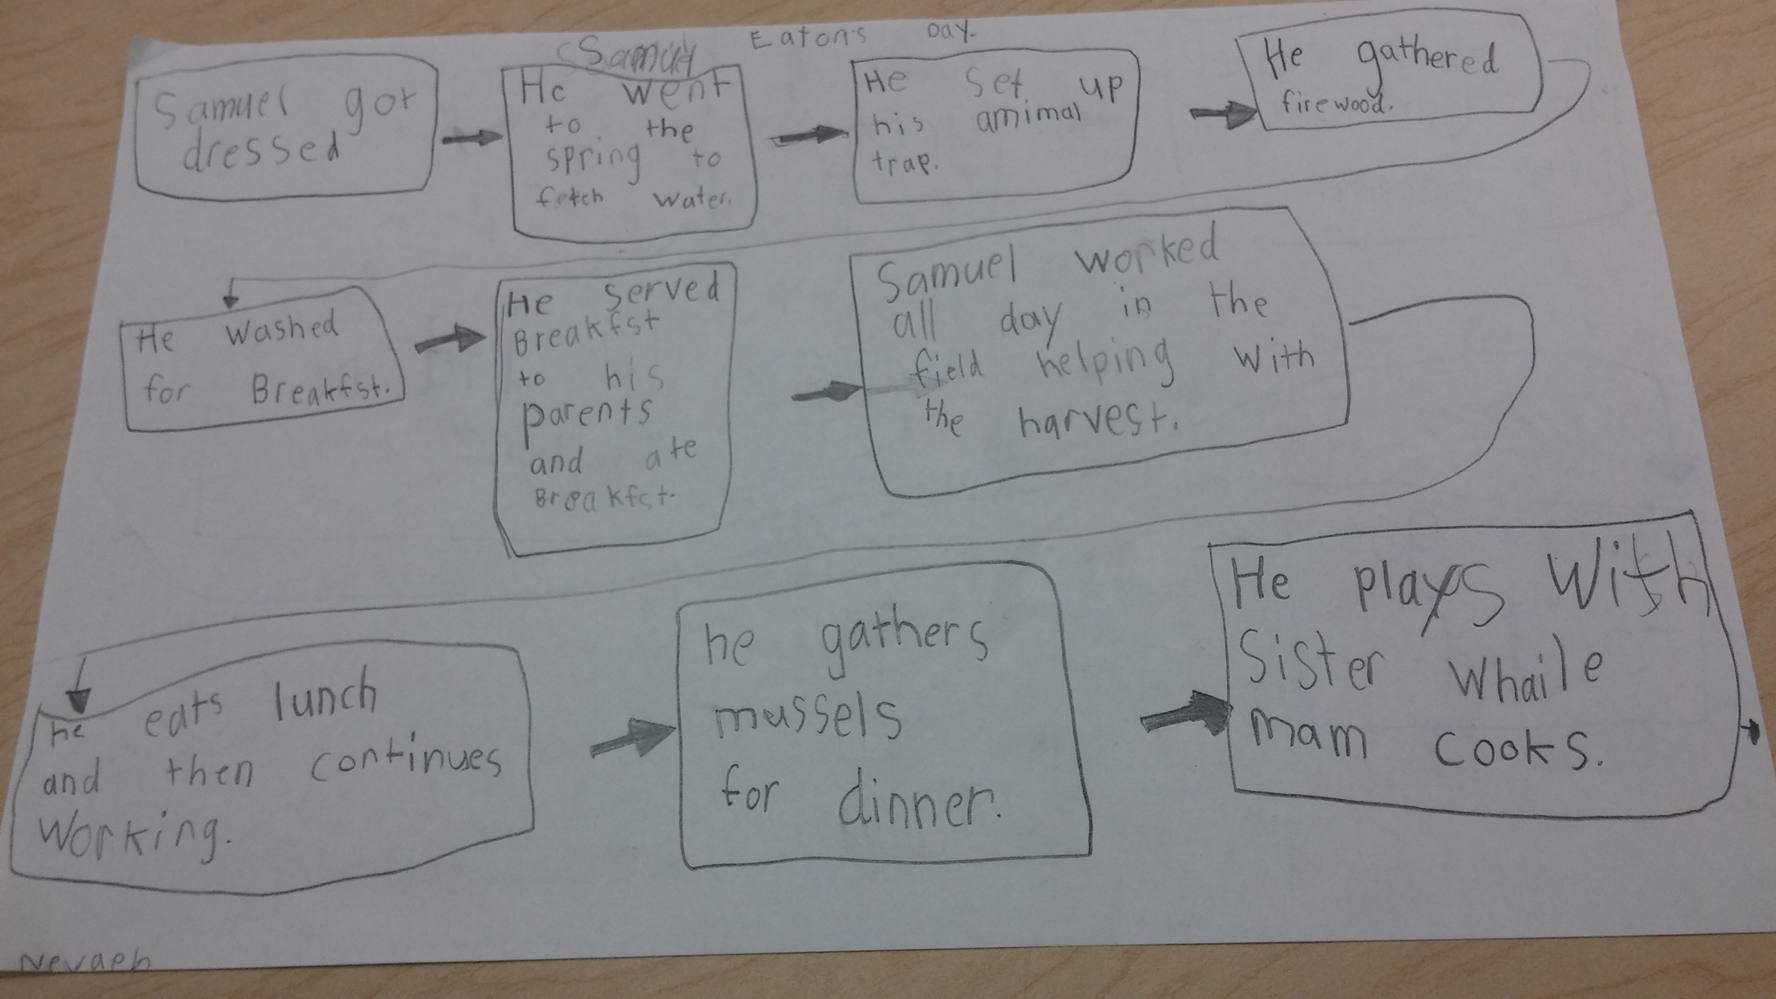 Samuel Eaton's Day.
Samuel got
dressed
He went
to the
spring to
fetch water.
He set up
his amimal
trap.
He gathered
firewood.
He washed
for Breakfst.
He served
Breakfst
to his
parents
and ate
Breakfst.
Samuel worked
all day in the
field helping with
the harvest.
he eats lunch
and then continues
working.
he gathers
mussels
for dinner.
He plays with
Sister whaile
mam cooks.
Nevaeh